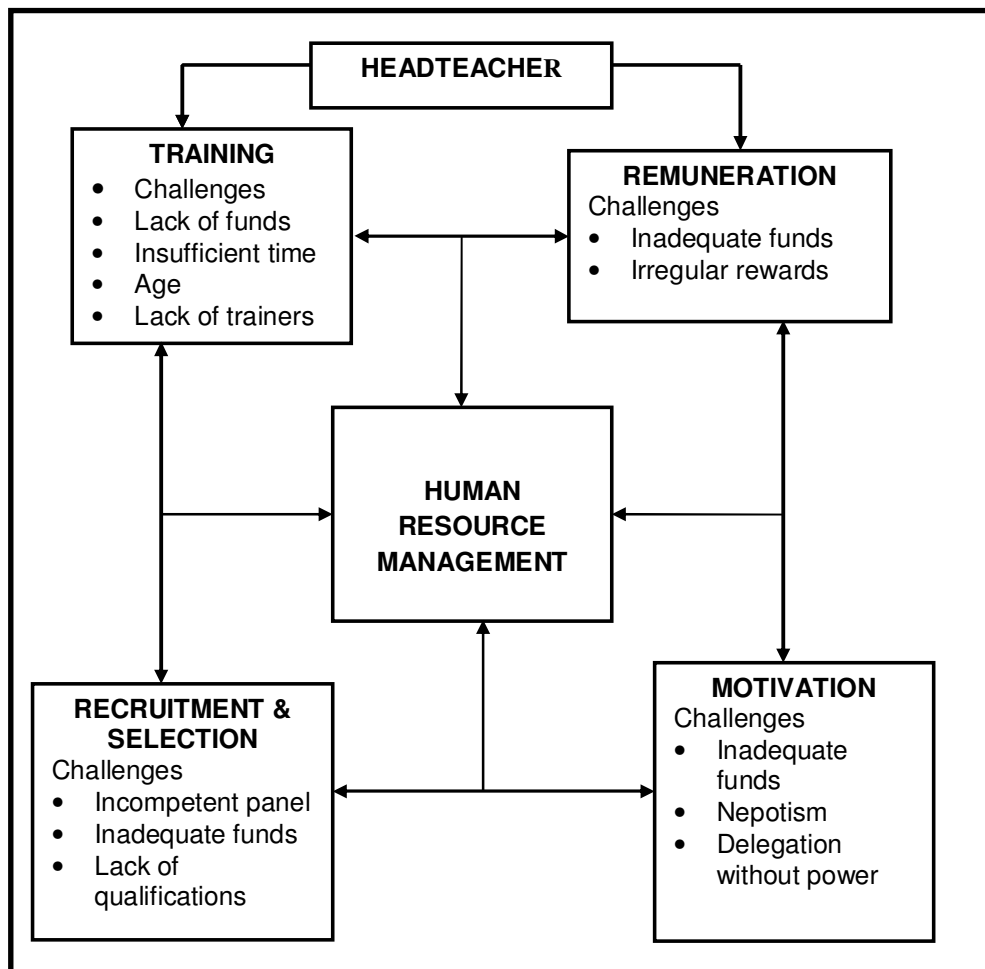 HEADTEACHER
TRAINING
• Challenges
• Lack of funds
• Insufficient time
• Age
• Lack of trainers
REMUNERATION
Challenges
• Inadequate funds
• Irregular rewards
HUMAN
RESOURCE
MANAGEMENT
RECRUITMENT &
SELECTION
Challenges
• Incompetent panel
• Inadequate funds
• Lack of
qualifications
MOTIVATION
Challenges
• Inadequate
funds
• Nepotism
• Delegation
without power